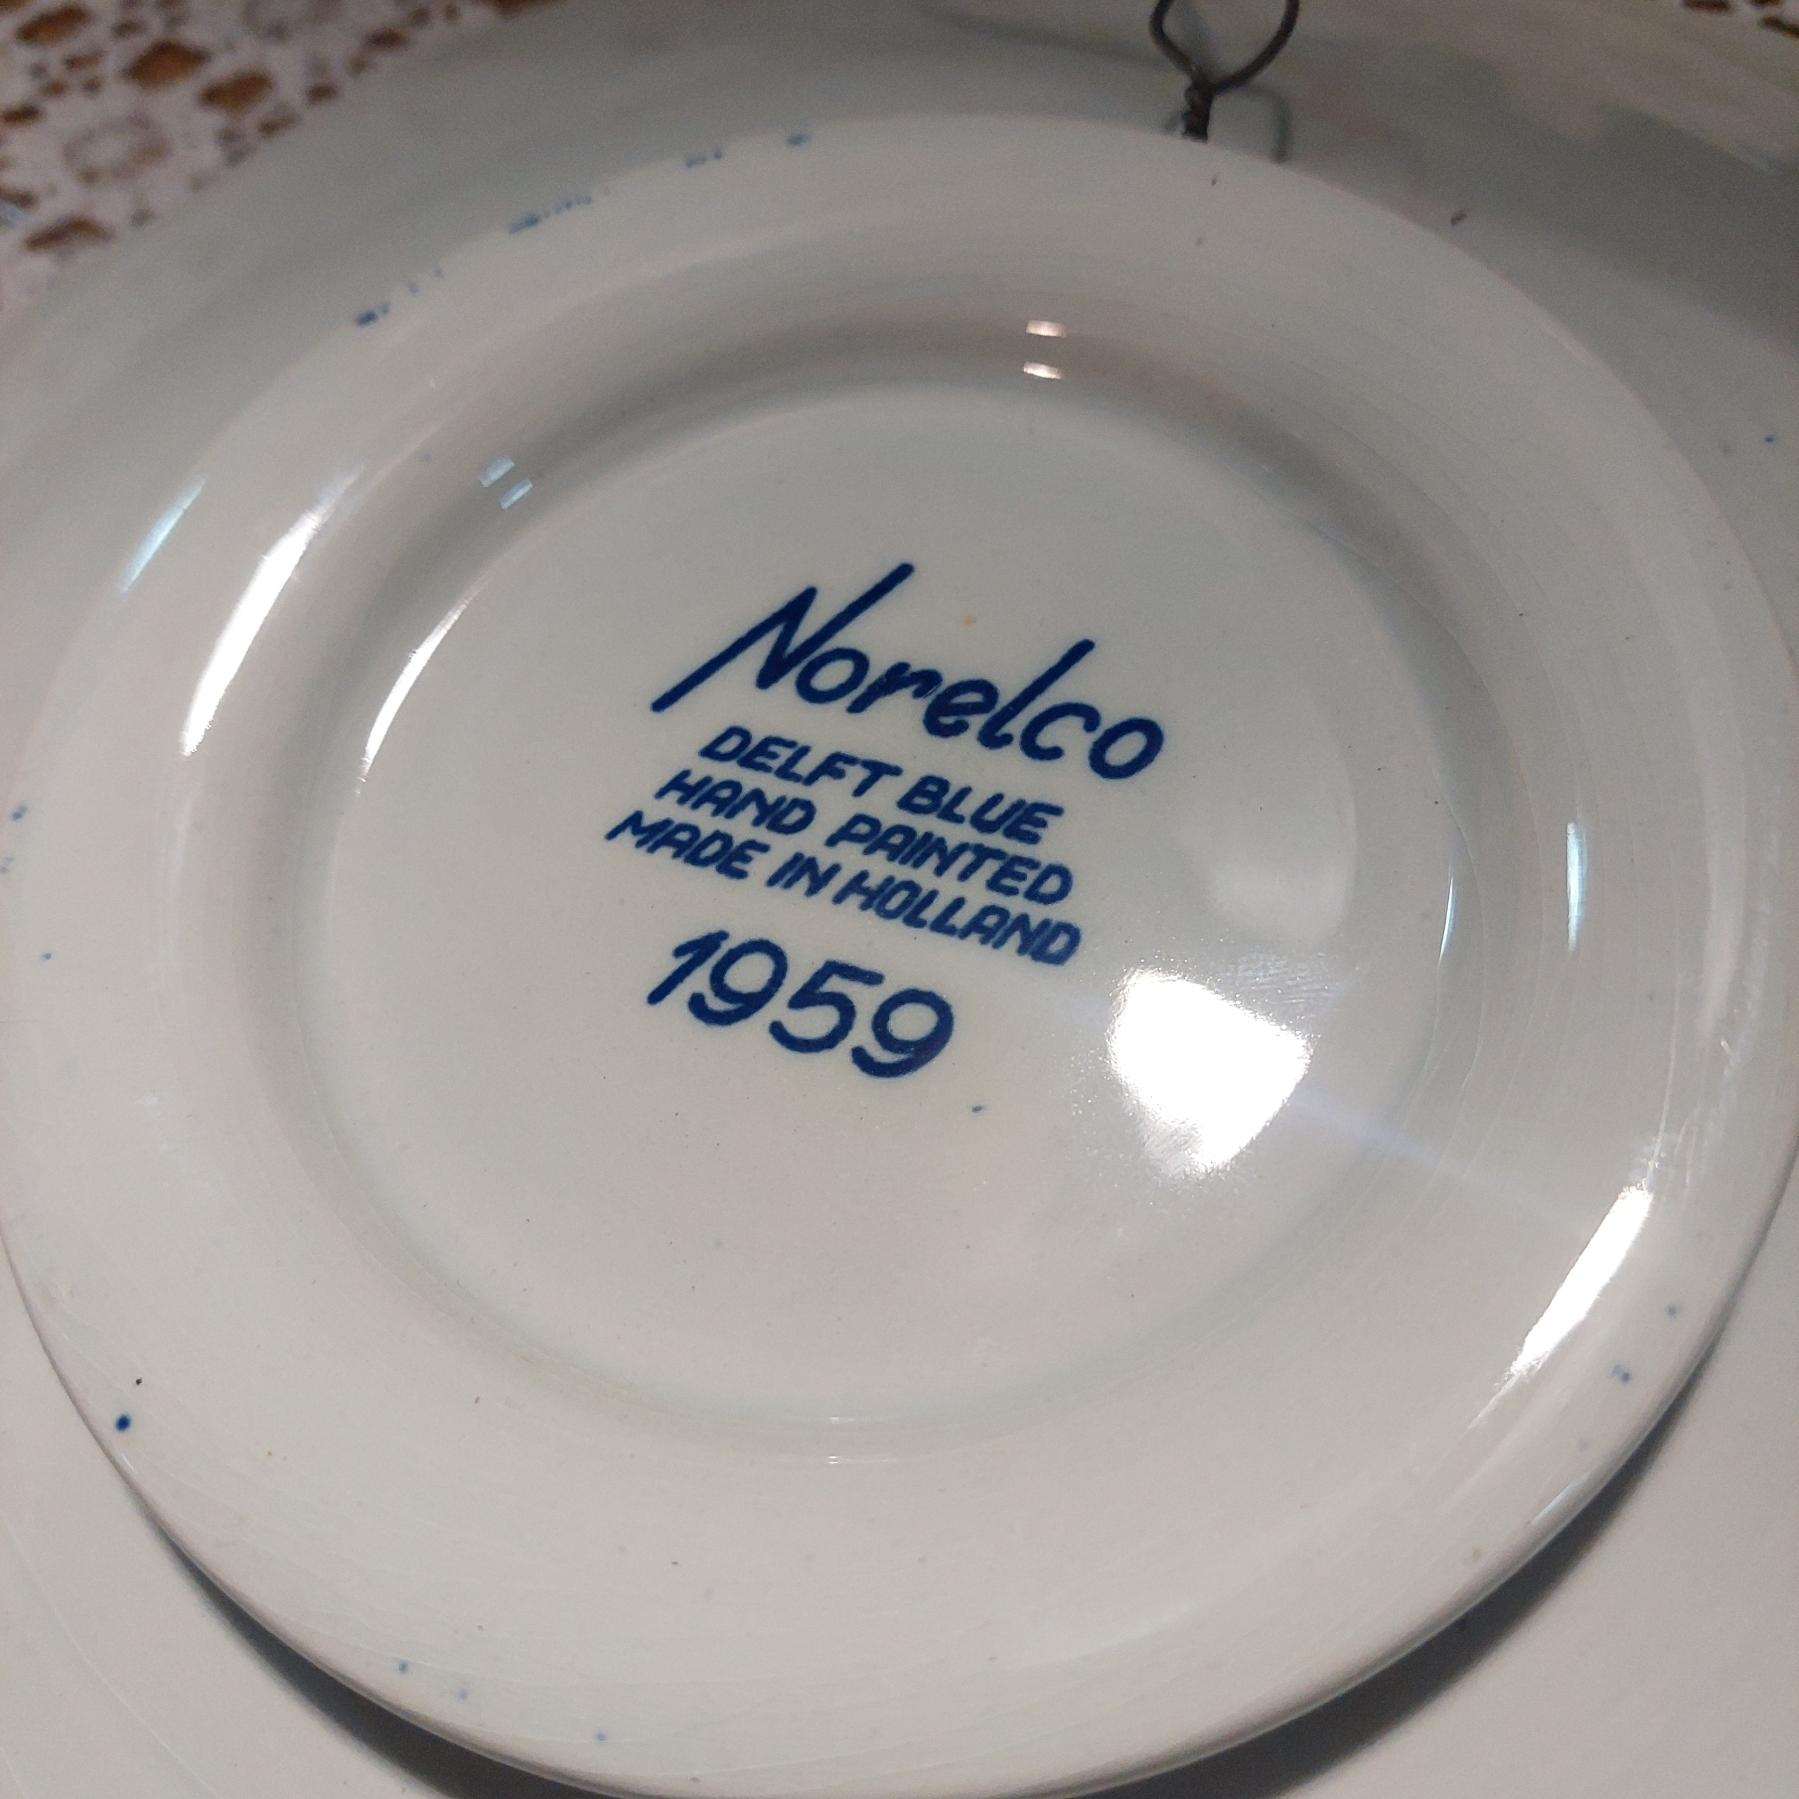 Norelco
DELFT BLUE
HAND PAINTED
MADE IN HOLLAND
1959